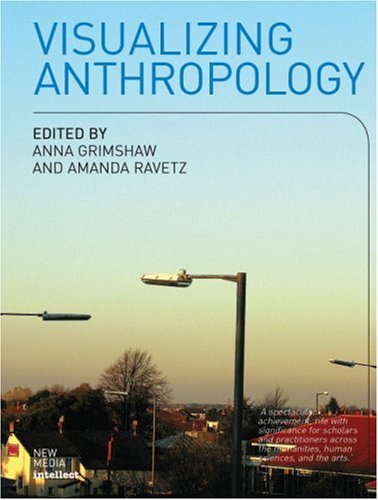 VISUALIZING
ANTHROPOLOGY
EDITED BY
ANNA GRIMSHAW
AND AMANDA RAVETZ
'A spectacular
achievement, rife with
significance for scholars
and practitioners across
the humanities, human
sciences, and the arts.'
NEW
MEDIA
intellect